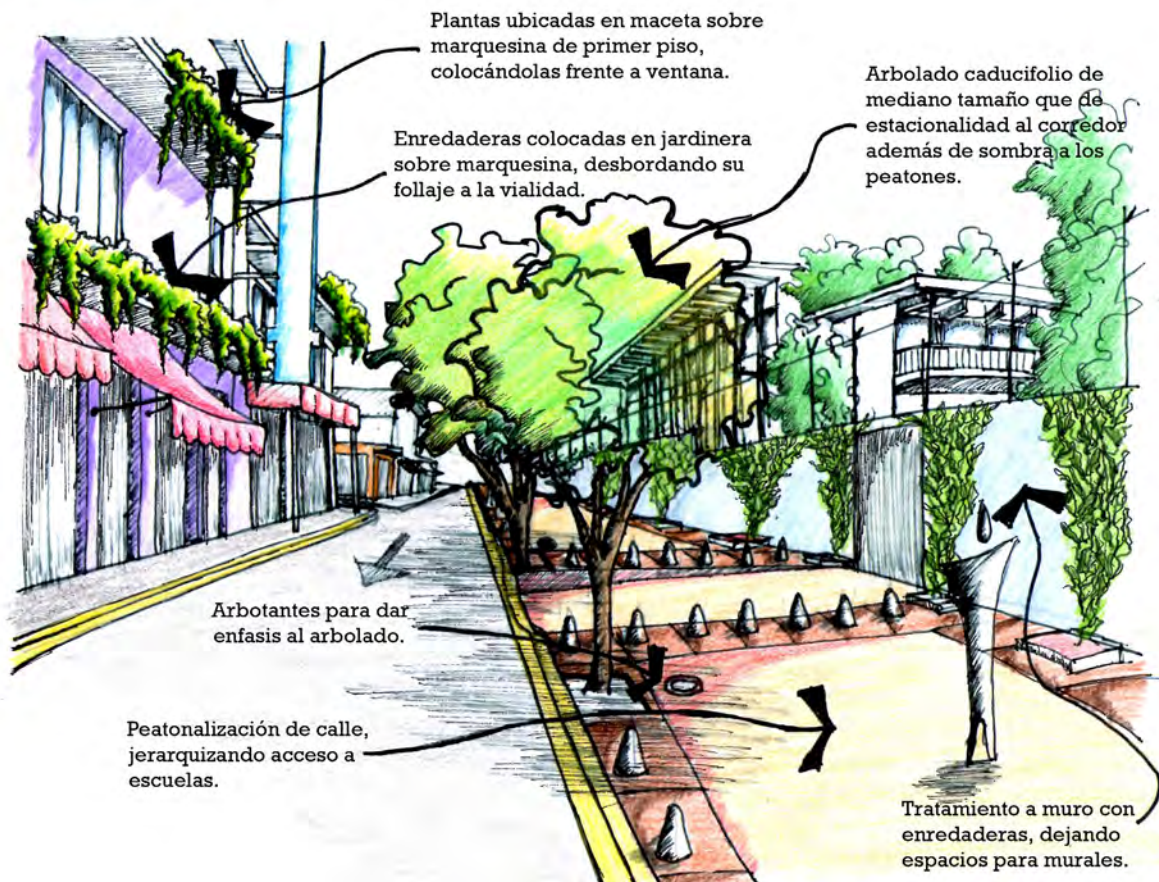 Plantas ubicadas en maceta sobre
marquesina de primer piso,
colocándolas frente a ventana.
Arbolado caducifolio de
mediano tamaño que de
estacionalidad al corredor
además de sombra a los
peatones.
Enredaderas colocadas en jardinera
sobre marquesina, desbordando su
follaje a la vialidad.
Arbotantes para dar
enfasis al arbolado.
Peatonalización de calle,
jerarquizando acceso a
escuelas.
Tratamiento a muro con
enredaderas, dejando
espacios para murales.